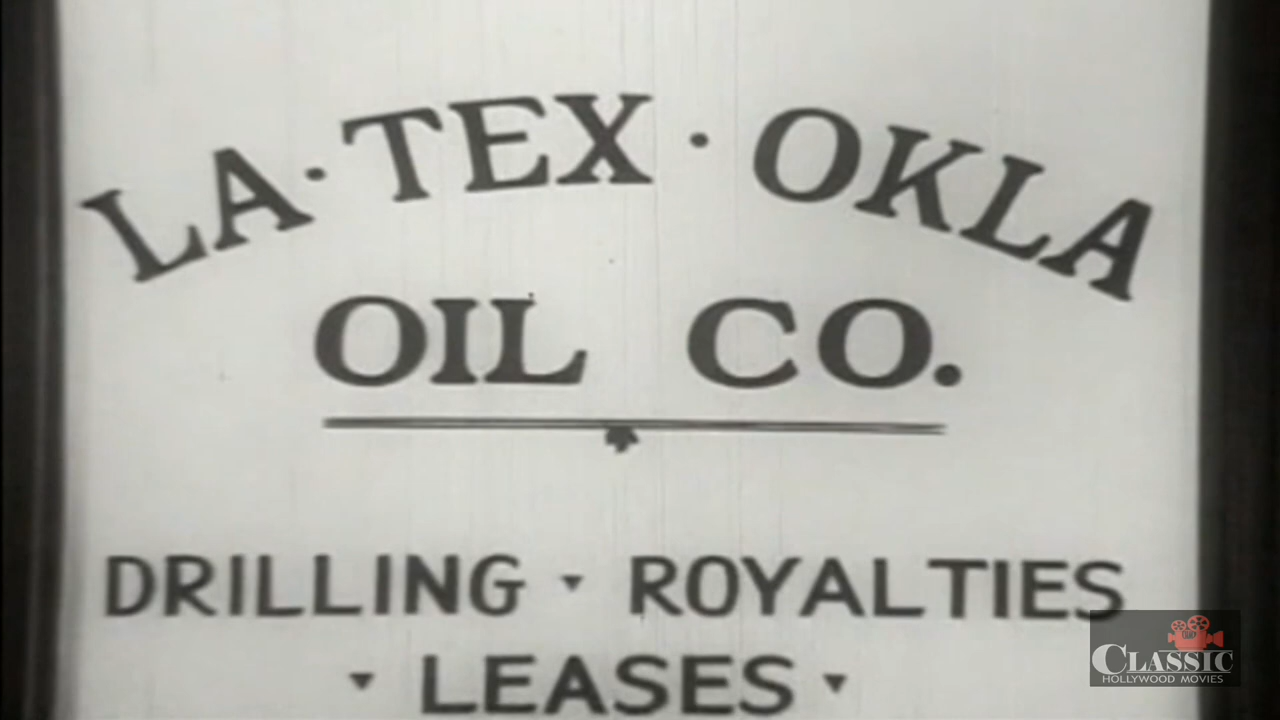 LA · TEX · OKLA
OIL CO.
DRILLING ▾ ROYALTIES
▾ LEASES ▾
CLASSIC
HOLLYWOOD MOVIES